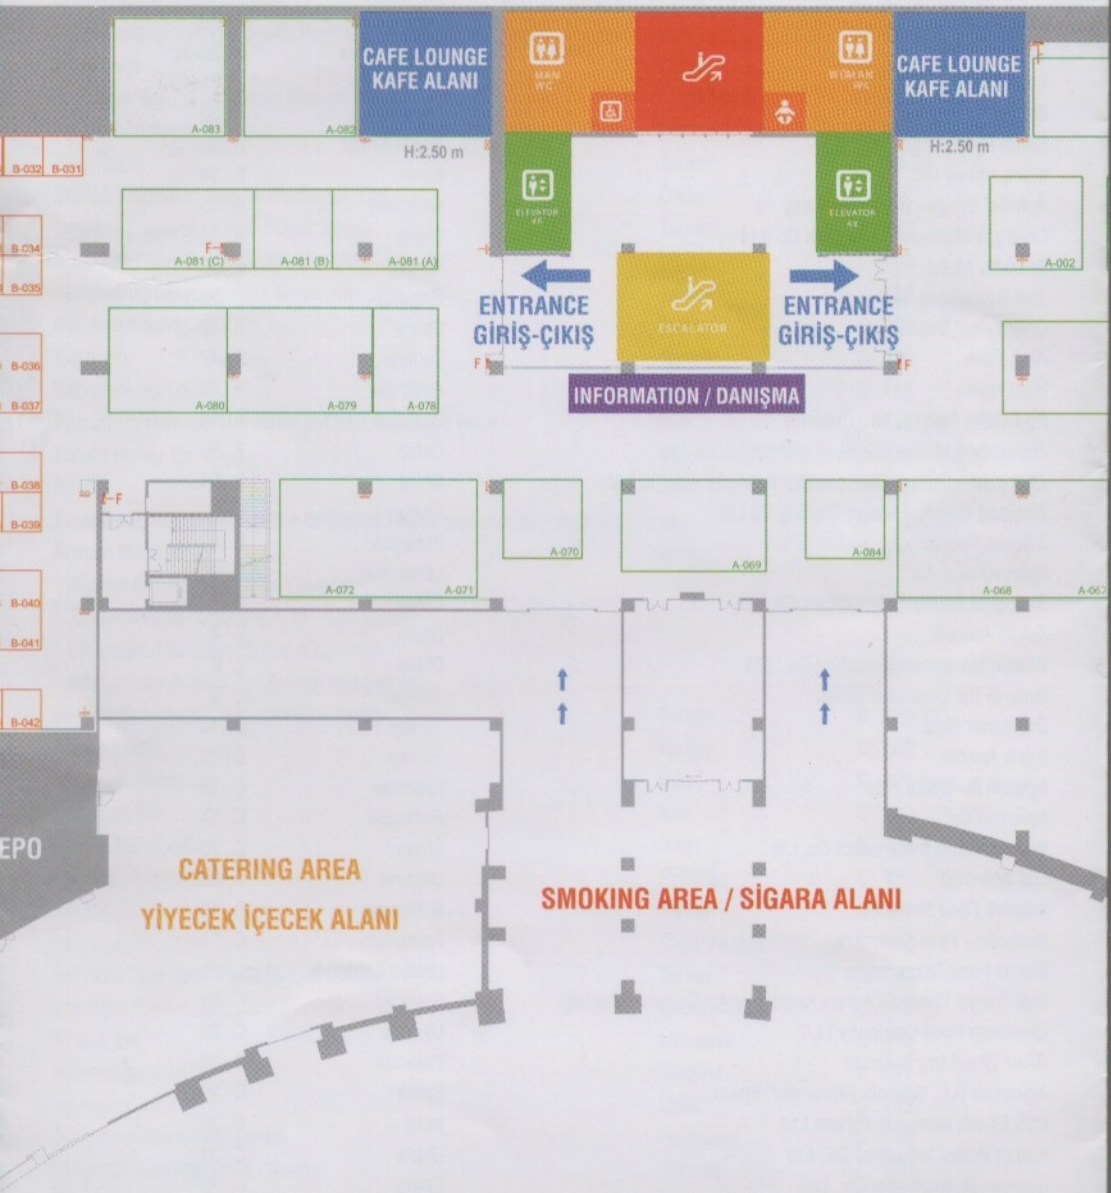 CAFE LOUNGE
KAFE ALANI
MAN
WC
WOMAN
WC
CAFE LOUNGE
KAFE ALANI
A-083
A-082
H:2.50 m
H:2.50 m
B-032
B-031
ELEVATOR
4X
ELEVATOR
4X
B-034
F
A-081 (C)
A-081 (B)
A-081 (A)
A-002
B-035
ENTRANCE
GİRİŞ-ÇIKIŞ
ESCALATOR
ENTRANCE
GİRİŞ-ÇIKIŞ
B-036
F
F
INFORMATION / DANIŞMA
B-037
A-080
A-079
A-078
B-038
F
B-039
A-070
A-069
A-084
B-040
A-072
A-071
A-068
A-067
B-041
B-042
EPO
CATERING AREA
YİYECEK İÇECEK ALANI
SMOKING AREA / SİGARA ALANI